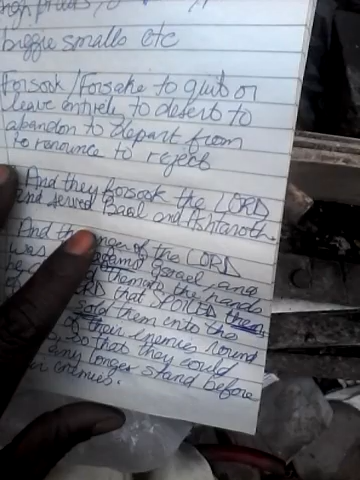 biggie smalls etc
Forsook/Forsake to quit or
leave entirely to desert to
abandon to depart from
to renounce to reject
And they forsook the LORD
and served Baal and Ashtaroth
And the anger of the LORD
was against Israel, and
the hands
that SPOILED them
sold them into the
of their enemies round
so that they could
any longer stand before
enemies.